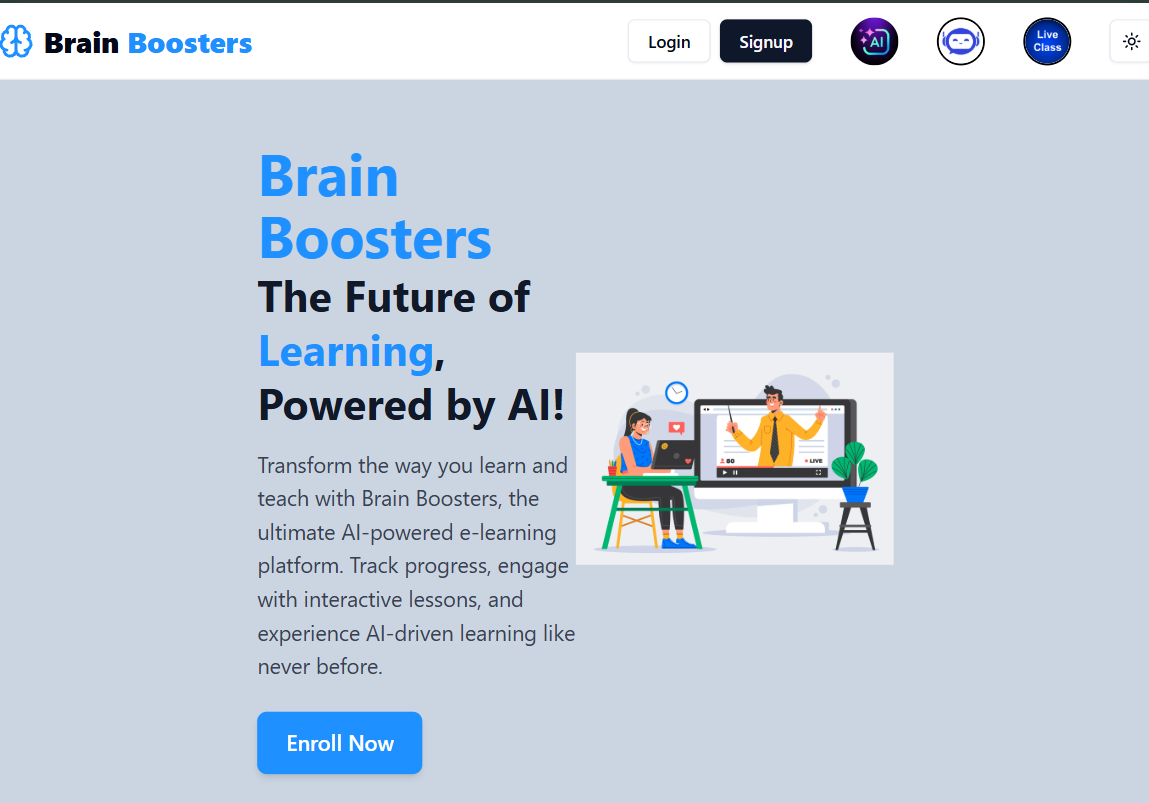 Brain Boosters
Login
Signup
AI
Live
Class
Brain
Boosters
The Future of
Learning,
Powered by AI!
Transform the way you learn and
teach with Brain Boosters, the
ultimate AI-powered e-learning
platform. Track progress, engage
with interactive lessons, and
experience AI-driven learning like
never before.
80
LIVE
Enroll Now